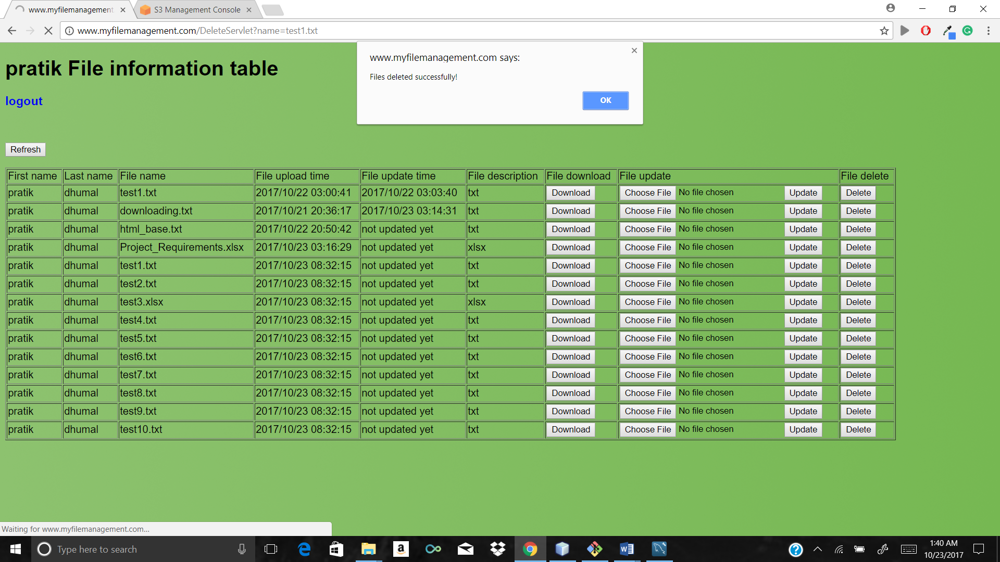 www.myfilemanagement
S3 Management Console
www.myfilemanagement.com/DeleteServlet?name=test1.txt
www.myfilemanagement.com says:
Files deleted successfully!
OK
pratik File information table
logout
Refresh
First name Last name File name File upload time File update time File description File download File update File delete
pratik dhumal test1.txt 2017/10/22 03:00:41 2017/10/22 03:03:40 txt Download Choose File No file chosen Update Delete
pratik dhumal downloading.txt 2017/10/21 20:36:17 2017/10/23 03:14:31 txt Download Choose File No file chosen Update Delete
pratik dhumal html_base.txt 2017/10/22 20:50:42 not updated yet txt Download Choose File No file chosen Update Delete
pratik dhumal Project_Requirements.xlsx 2017/10/23 03:16:29 not updated yet xlsx Download Choose File No file chosen Update Delete
pratik dhumal test1.txt 2017/10/23 08:32:15 not updated yet txt Download Choose File No file chosen Update Delete
pratik dhumal test2.txt 2017/10/23 08:32:15 not updated yet txt Download Choose File No file chosen Update Delete
pratik dhumal test3.xlsx 2017/10/23 08:32:15 not updated yet xlsx Download Choose File No file chosen Update Delete
pratik dhumal test4.txt 2017/10/23 08:32:15 not updated yet txt Download Choose File No file chosen Update Delete
pratik dhumal test5.txt 2017/10/23 08:32:15 not updated yet txt Download Choose File No file chosen Update Delete
pratik dhumal test6.txt 2017/10/23 08:32:15 not updated yet txt Download Choose File No file chosen Update Delete
pratik dhumal test7.txt 2017/10/23 08:32:15 not updated yet txt Download Choose File No file chosen Update Delete
pratik dhumal test8.txt 2017/10/23 08:32:15 not updated yet txt Download Choose File No file chosen Update Delete
pratik dhumal test9.txt 2017/10/23 08:32:15 not updated yet txt Download Choose File No file chosen Update Delete
pratik dhumal test10.txt 2017/10/23 08:32:15 not updated yet txt Download Choose File No file chosen Update Delete
Waiting for www.myfilemanagement.com...
Type here to search
1:40 AM
10/23/2017